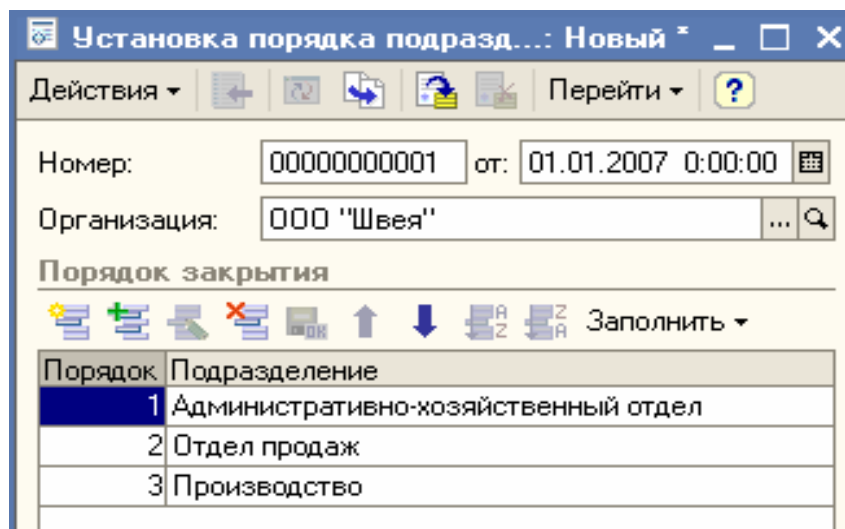 Установка порядка подразд...: Новый *
Действия Перейти ?
Номер: 00000000001 от: 01.01.2007 0:00:00
Организация: ООО "Швея" ...
Порядок закрытия
Заполнить
Порядок Подразделение
1 Административно-хозяйственный отдел
2 Отдел продаж
3 Производство